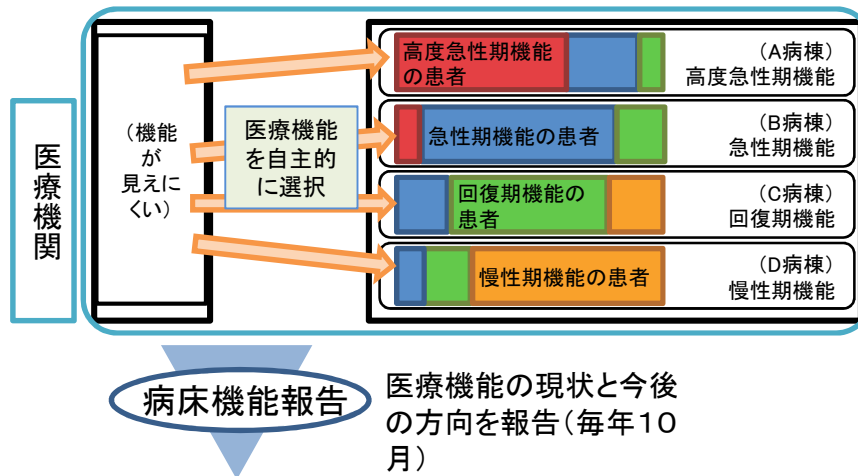 医療機関
(機能
が
見えに
くい)
医療機能
を自主的
に選択
高度急性期機能
の患者
(A病棟)
高度急性期機能
急性期機能の患者
(B病棟)
急性期機能
回復期機能の
患者
(C病棟)
回復期機能
慢性期機能の患者
(D病棟)
慢性期機能
病床機能報告
医療機能の現状と今後
の方向を報告(毎年10
月)